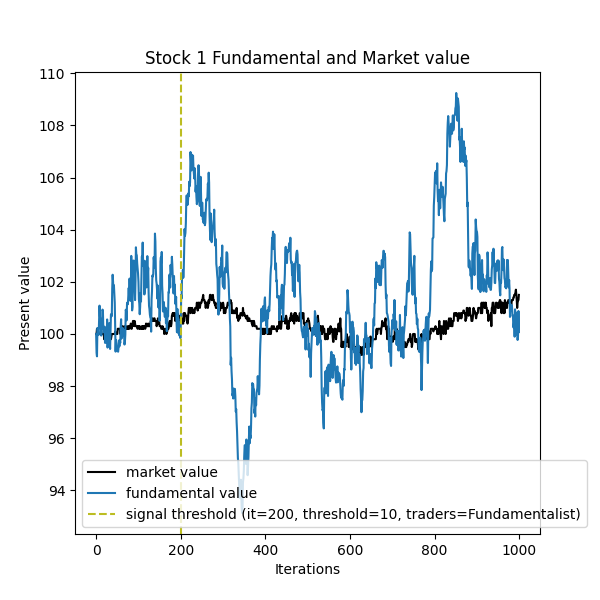 Stock 1 Fundamental and Market value
110
108
106
104
102
100
98
96
94
Present value
market value
fundamental value
signal threshold (it=200, threshold=10, traders=Fundamentalist)
0 200 400 600 800 1000
Iterations